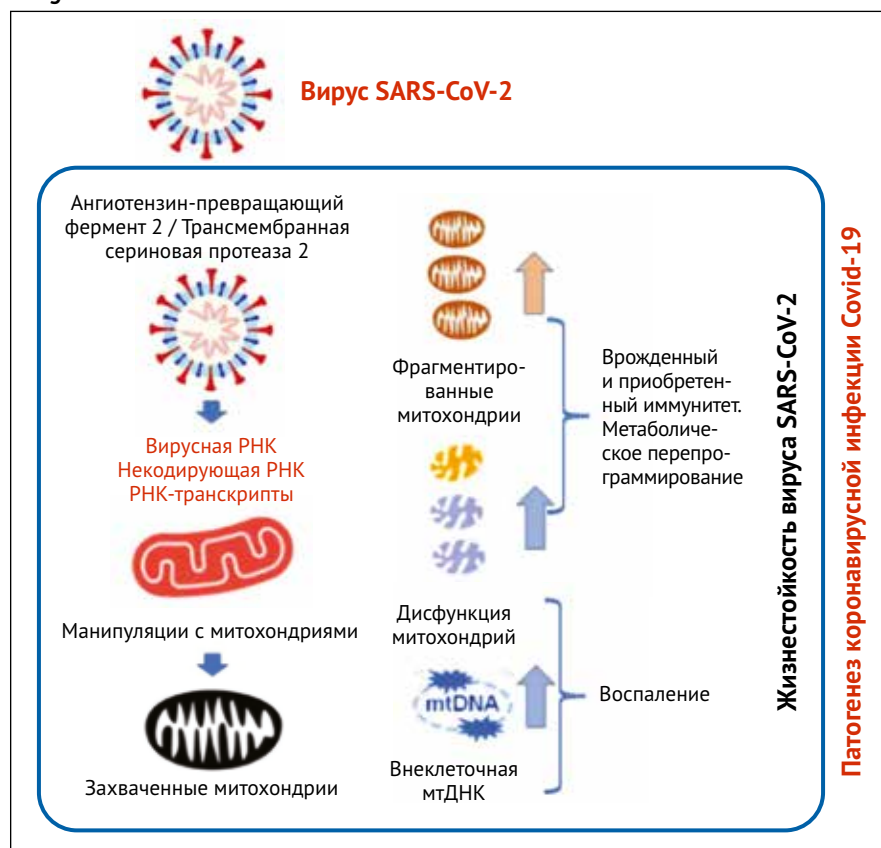 Вирус SARS-CoV-2
Ангиотензин-превращающий
фермент 2 / Трансмембранная
сериновая протеаза 2
Вирусная РНК
Некодирующая РНК
РНК-транскрипты
Манипуляции с митохондриями
Захваченные митохондрии
Фрагментиро-
ванные
митохондрии
Дисфункция
митохондрий
mtDNA
Внеклеточная
мтДНК
Врожденный
и приобретен-
ный иммунитет.
Метаболиче-
ское перепро-
граммирование
Воспаление
Жизнестойкость вируса SARS-CoV-2
Патогенез коронавирусной инфекции Covid-19